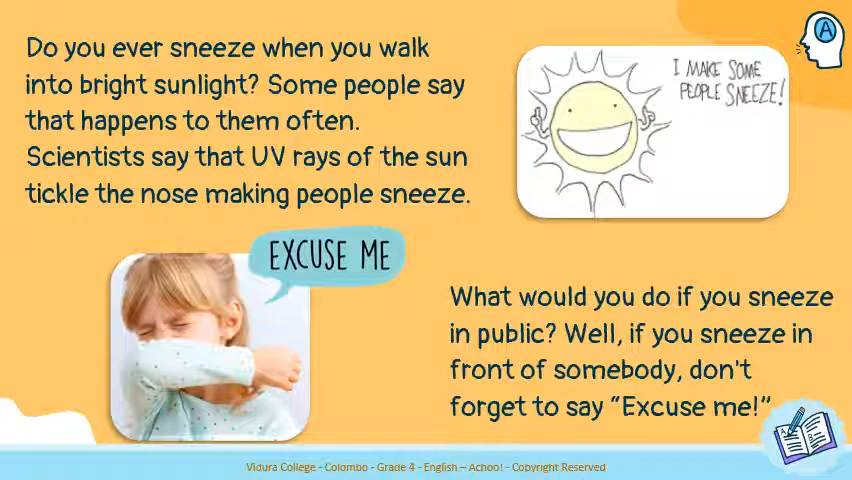 Do you ever sneeze when you walk
into bright sunlight? Some people say
that happens to them often.
Scientists say that UV rays of the sun
tickle the nose making people sneeze.
I MAKE SOME
PEOPLE SNEEZE!
A
EXCUSE ME
What would you do if you sneeze
in public? Well, if you sneeze in
front of somebody, don't
forget to say “Excuse me!”
Vidura College - Colombo - Grade 4 - English – Achoo! - Copyright Reserved